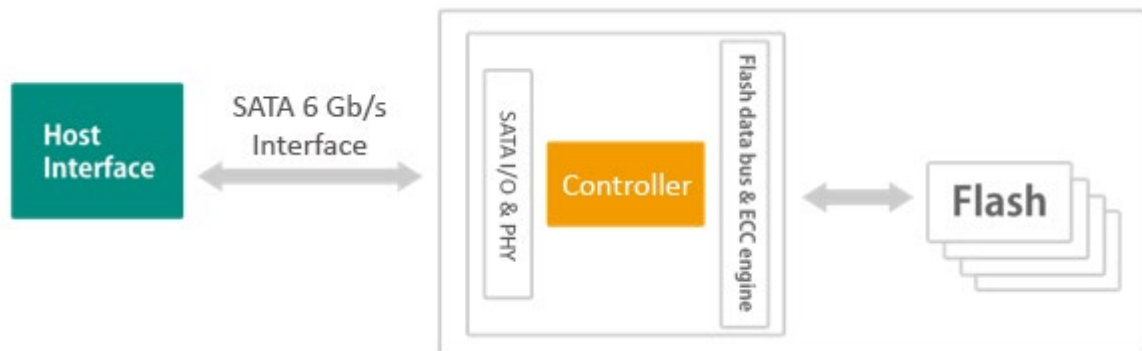 Host
Interface
SATA 6 Gb/s
Interface
SATA I/O & PHY
Controller
Flash data bus & ECC engine
Flash